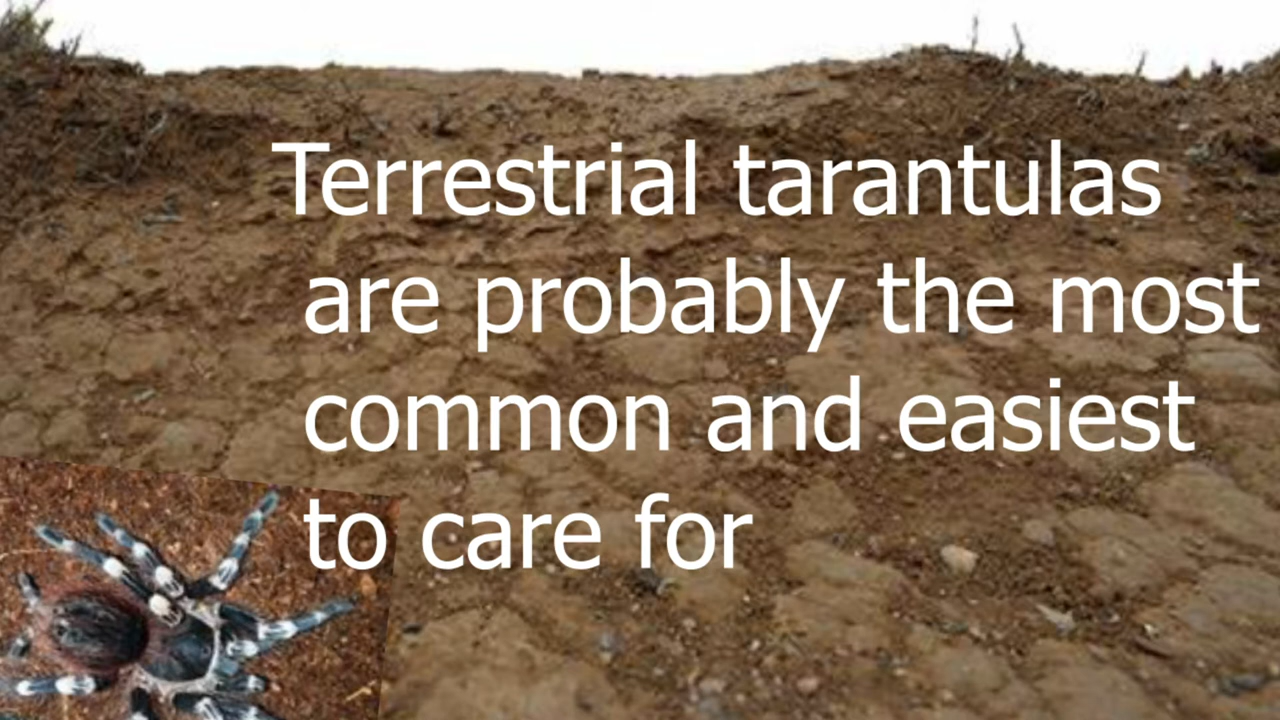 Terrestrial tarantulas
are probably the most
common and easiest
to care for